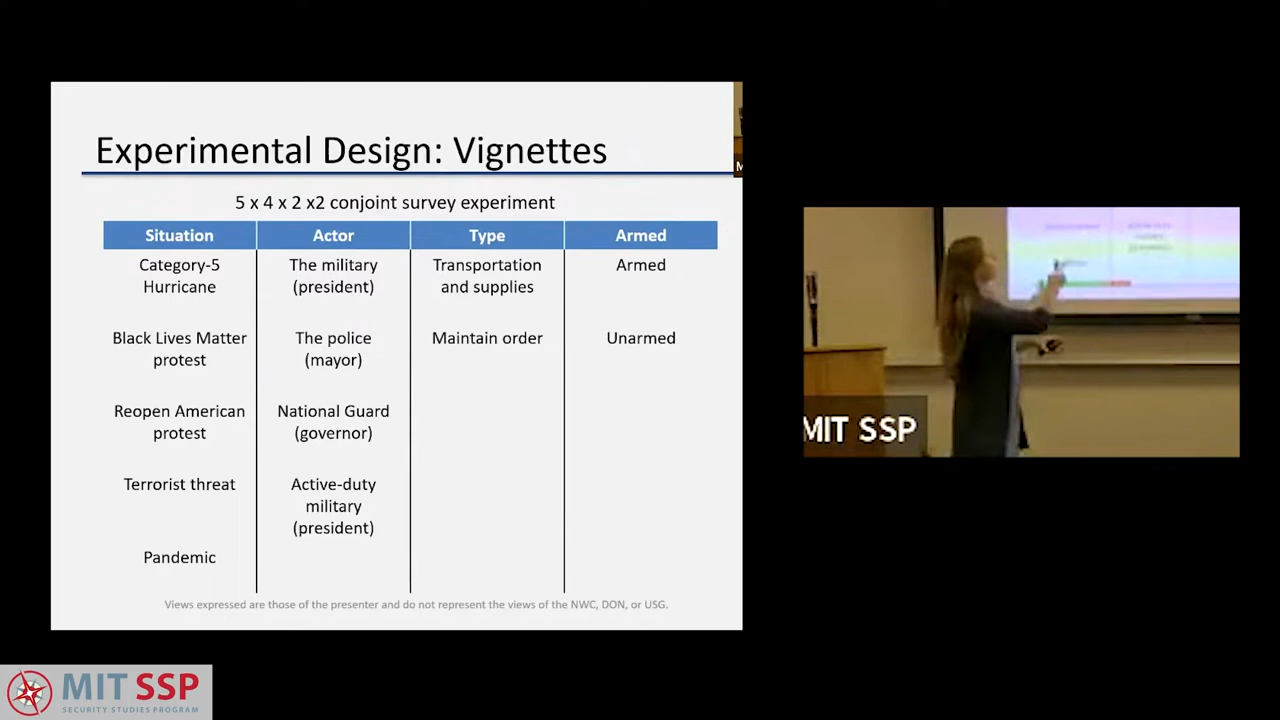 Experimental Design: Vignettes
5 x 4 x 2 x2 conjoint survey experiment
Situation Actor Type Armed
Category-5
Hurricane
The military
(president)
Transportation
and supplies
Armed
Black Lives Matter
protest
The police
(mayor)
Maintain order
Unarmed
Reopen American
protest
National Guard
(governor)
Terrorist threat
Active-duty
military
(president)
Pandemic
Views expressed are those of the presenter and do not represent the views of the NWC, DON, or USG.
MIT SSP
MIT SSP
SECURITY STUDIES PROGRAM